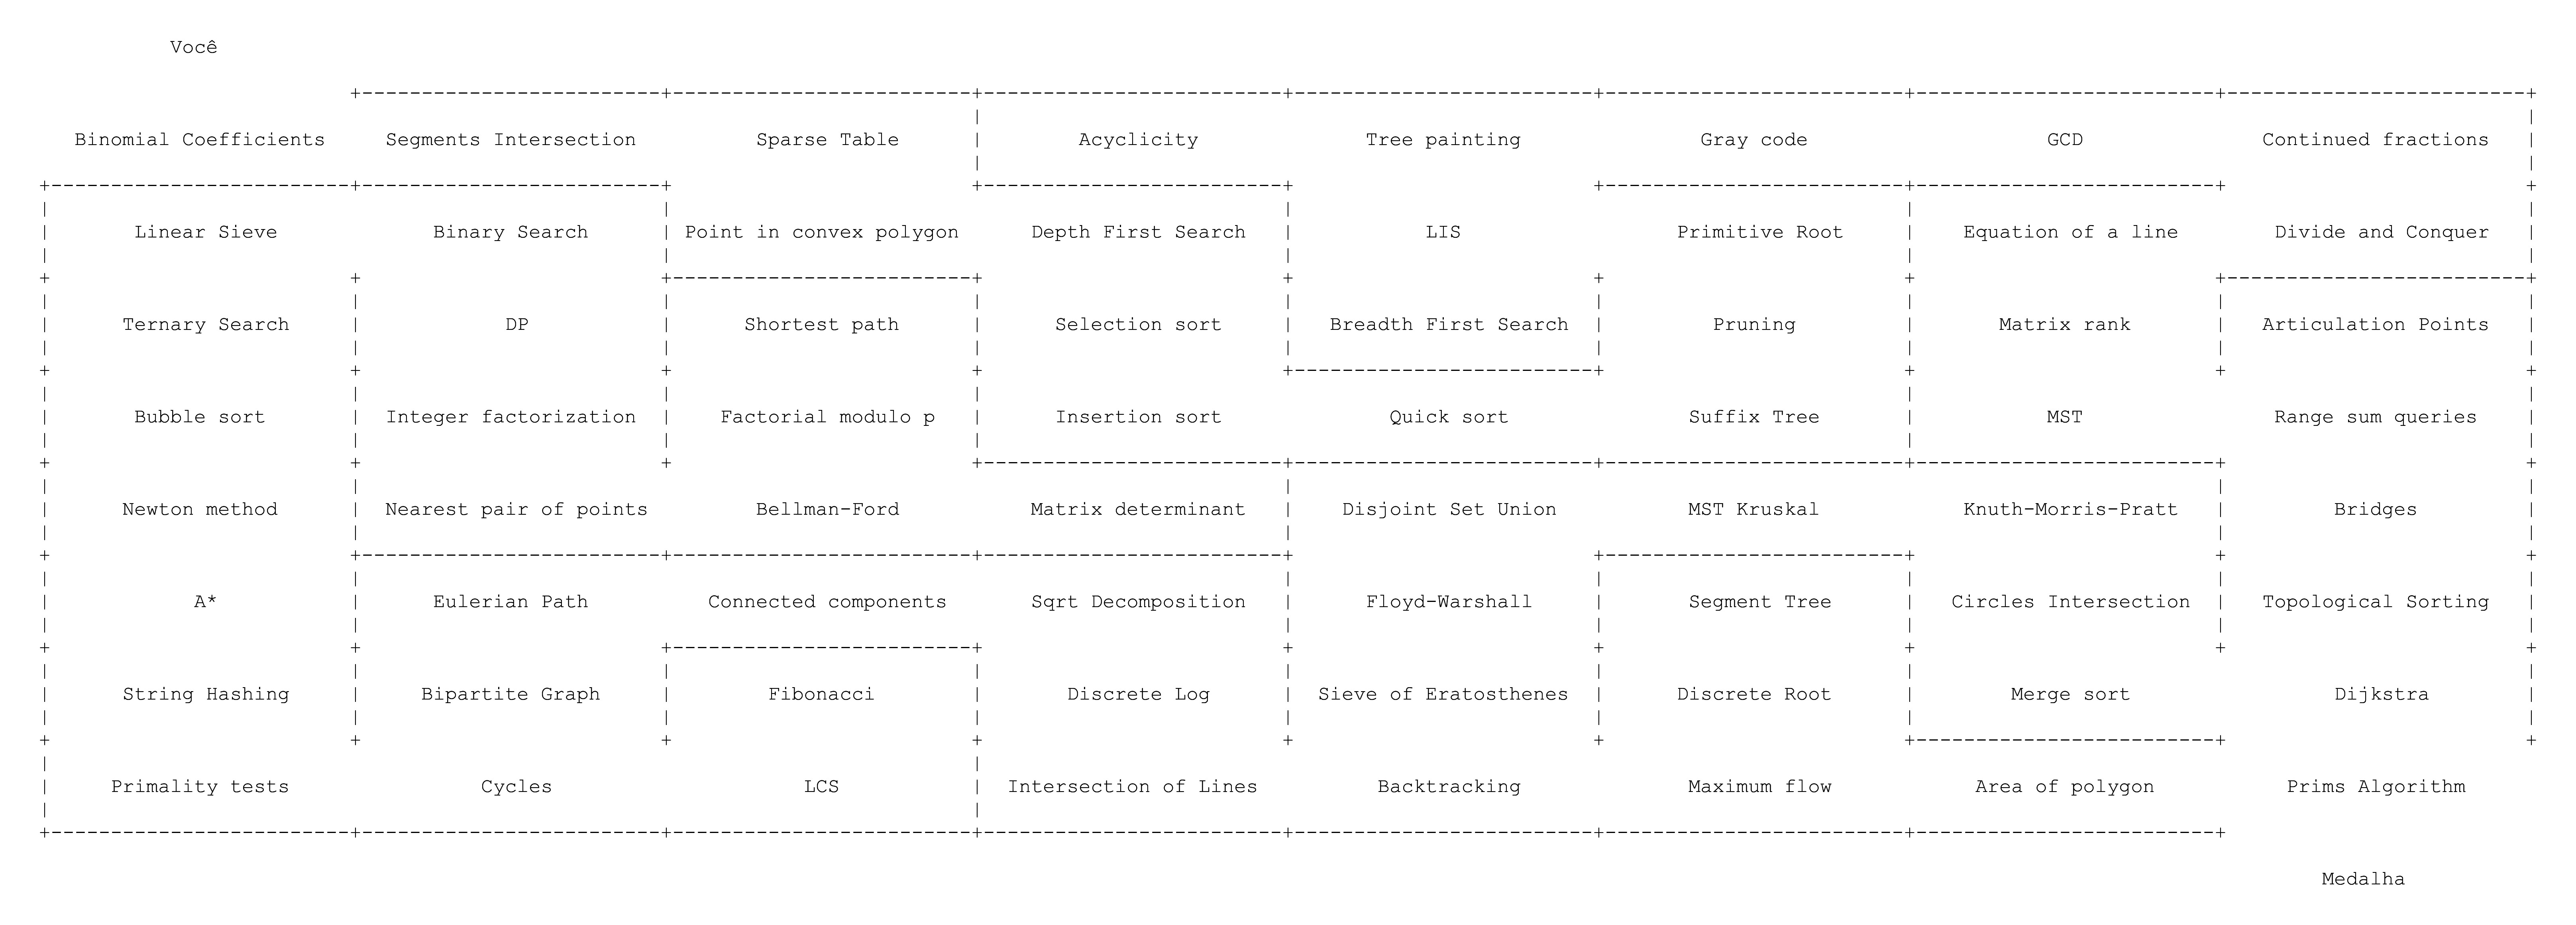 Você
Binomial Coefficients Segments Intersection Sparse Table Acyclicity Tree painting Gray code GCD Continued fractions
Linear Sieve Binary Search Point in convex polygon Depth First Search LIS Primitive Root Equation of a line Divide and Conquer
Ternary Search DP Shortest path Selection sort Breadth First Search Pruning Matrix rank Articulation Points
Bubble sort Integer factorization Factorial modulo p Insertion sort Quick sort Suffix Tree MST Range sum queries
Newton method Nearest pair of points Bellman-Ford Matrix determinant Disjoint Set Union MST Kruskal Knuth-Morris-Pratt Bridges
A* Eulerian Path Connected components Sqrt Decomposition Floyd-Warshall Segment Tree Circles Intersection Topological Sorting
String Hashing Bipartite Graph Fibonacci Discrete Log Sieve of Eratosthenes Discrete Root Merge sort Dijkstra
Primality tests Cycles LCS Intersection of Lines Backtracking Maximum flow Area of polygon Prims Algorithm
Medalha